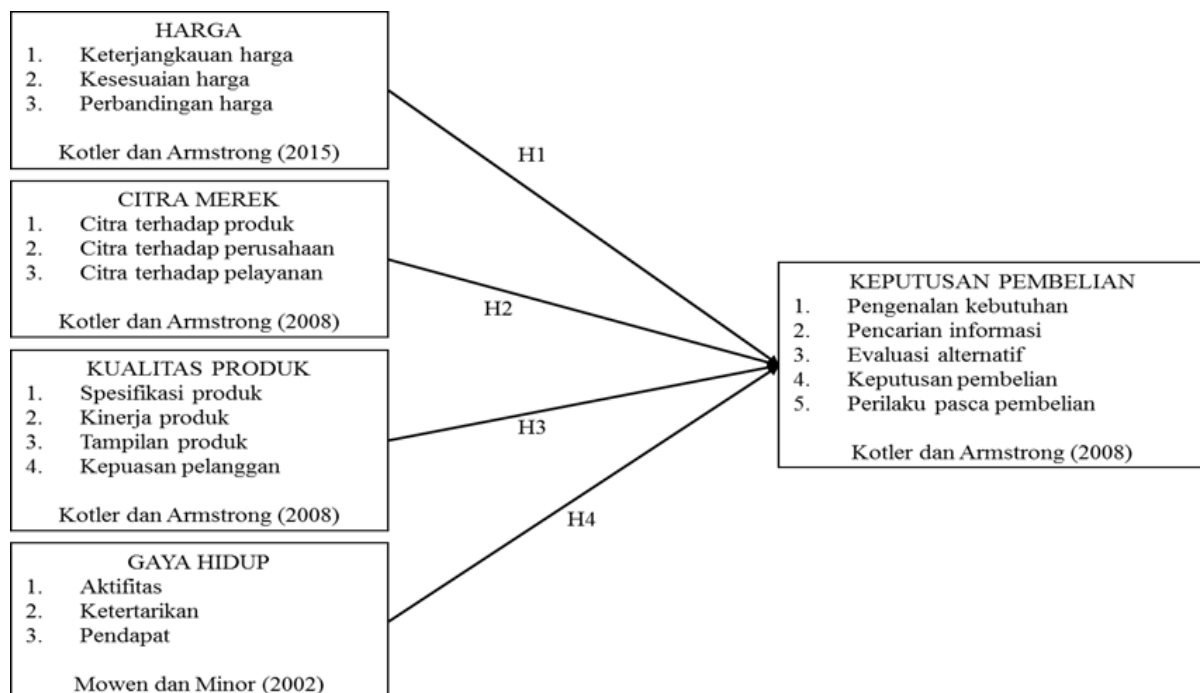 HARGA
1. Keterjangkauan harga
2. Kesesuaian harga
3. Perbandingan harga
Kotler dan Armstrong (2015)
CITRA MEREK
1. Citra terhadap produk
2. Citra terhadap perusahaan
3. Citra terhadap pelayanan
Kotler dan Armstrong (2008)
KUALITAS PRODUK
1. Spesifikasi produk
2. Kinerja produk
3. Tampilan produk
4. Kepuasan pelanggan
Kotler dan Armstrong (2008)
GAYA HIDUP
1. Aktifitas
2. Ketertarikan
3. Pendapat
Mowen dan Minor (2002)
H1
H2
H3
H4
KEPUTUSAN PEMBELIAN
1. Pengenalan kebutuhan
2. Pencarian informasi
3. Evaluasi alternatif
4. Keputusan pembelian
5. Perilaku pasca pembelian
Kotler dan Armstrong (2008)